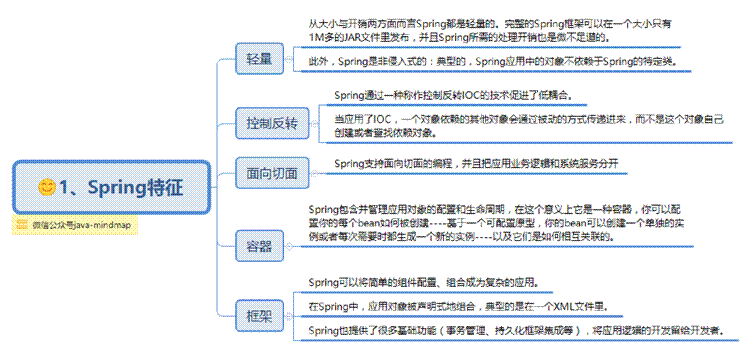 从大小与开销两方面而言Spring都是轻量的。完整的Spring框架可以在一个大小只有
1M多的JAR文件里发布，并且Spring所需的处理开销也是微不足道的。
轻量
此外，Spring是非侵入式的：典型的，Spring应用中的对象不依赖于Spring的特定类。
Spring通过一种称作控制反转IOC的技术促进了低耦合。
控制反转
当应用了IOC，一个对象依赖的其他对象会通过被动的方式传递进来，而不是这个对象自己
创建或者查找依赖对象。
面向切面
Spring支持面向切面的编程，并且把应用业务逻辑和系统服务分开
1、Spring特征
微信公众号java-mindmap
Spring包含并管理应用对象的配置和生命周期，在这个意义上它是一种容器，你可以配
置你的每个bean如何被创建----基于一个可配置原型，你的bean可以创建一个单独的实
例或者每次需要时都生成一个新的实例----以及它们是如何相互关联的。
容器
Spring可以将简单的组件配置、组合成为复杂的应用。
框架
在Spring中，应用对象被声明式地组合，典型的是在一个XML文件里。
Spring也提供了很多基础功能（事务管理、持久化框架集成等），将应用逻辑的开发留给开发者。